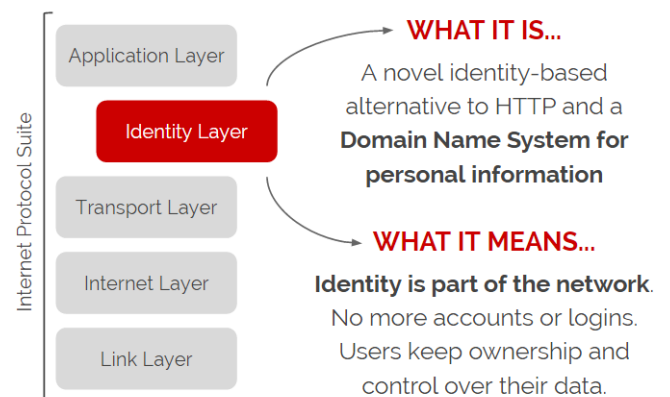 Internet Protocol Suite
Application Layer
Identity Layer
Transport Layer
Internet Layer
Link Layer
WHAT IT IS...
A novel identity-based
alternative to HTTP and a
Domain Name System for
personal information
WHAT IT MEANS...
Identity is part of the network.
No more accounts or logins.
Users keep ownership and
control over their data.